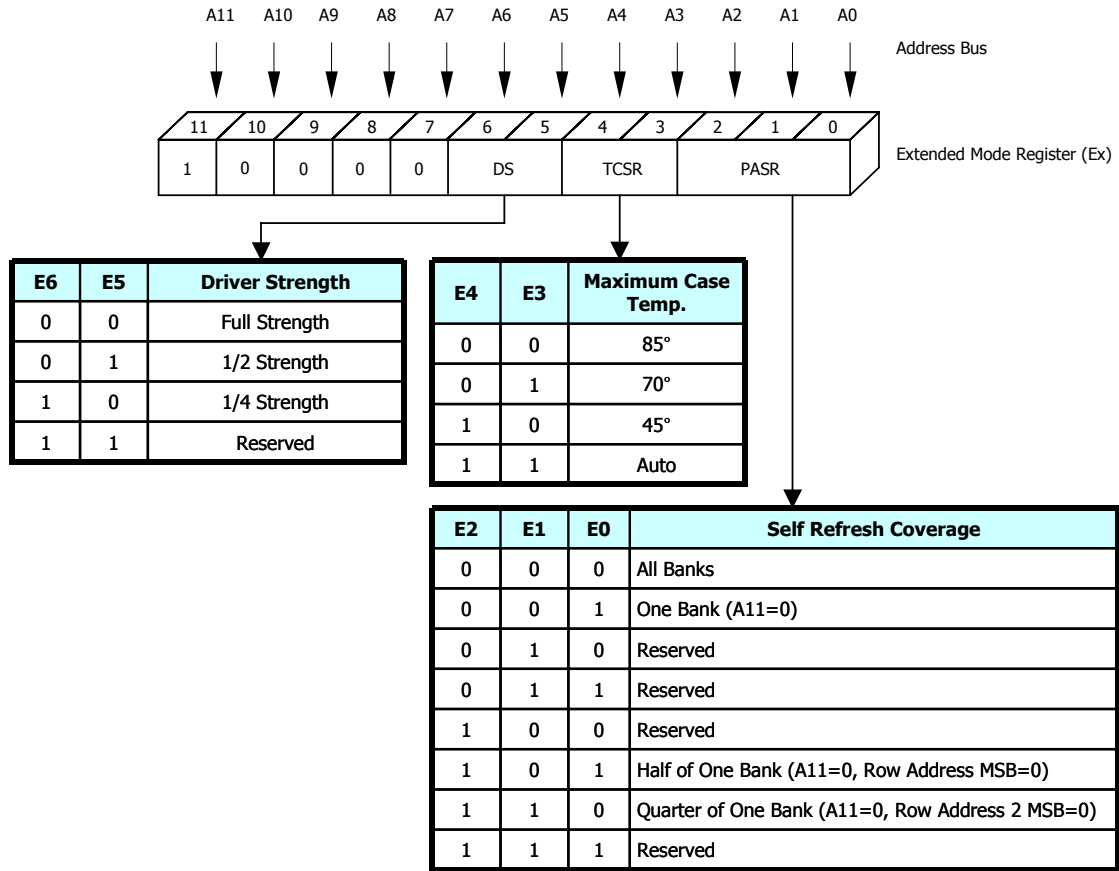 A11 A10 A9 A8 A7 A6 A5 A4 A3 A2 A1 A0
Address Bus
11 10 9 8 7 6 5 4 3 2 1 0
1 0 0 0 0 DS TCSR PASR
Extended Mode Register (Ex)
E6 E5 Driver Strength
0 0 Full Strength
0 1 1/2 Strength
1 0 1/4 Strength
1 1 Reserved
E4 E3 Maximum Case
Temp.
0 0 85°
0 1 70°
1 0 45°
1 1 Auto
E2 E1 E0 Self Refresh Coverage
0 0 0 All Banks
0 0 1 One Bank (A11=0)
0 1 0 Reserved
0 1 1 Reserved
1 0 0 Reserved
1 0 1 Half of One Bank (A11=0, Row Address MSB=0)
1 1 0 Quarter of One Bank (A11=0, Row Address 2 MSB=0)
1 1 1 Reserved